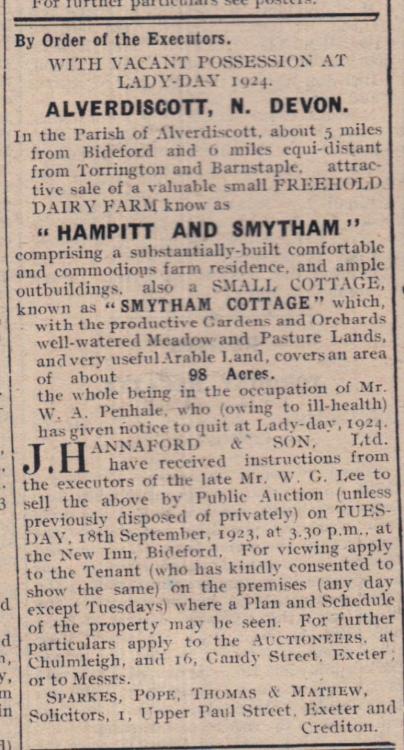 For further particulars see posters.
By Order of the Executors.
WITH VACANT POSSESSION AT
LADY-DAY 1924.
ALVERDISCOTT, N. DEVON.
In the Parish of Alverdiscott, about 5 miles
from Bideford and 6 miles equi-distant
from Torrington and Barnstaple, attrac-
tive sale of a valuable small FREEHOLD
DAIRY FARM know as
" HAMPITT AND SMYTHAM "
comprising a substantially-built comfortable
and commodious farm residence, and ample
outbuildings, also a SMALL COTTAGE,
known as " SMYTHAM COTTAGE " which,
with the productive Gardens and Orchards
well-watered Meadow and Pasture Lands,
and very useful Arable Land, covers an area
of about 98 Acres.
the whole being in the occupation of Mr.
W. A. Penhale, who (owing to ill-health)
has given notice to quit at Lady-day, 1924.
J. HANNAFORD & SON, Ltd.
have received instructions from
the executors of the late Mr. W. G. Lee to
sell the above by Public Auction (unless
previously disposed of privately) on TUES-
DAY, 18th September, 1923, at 3.30 p.m., at
the New Inn, Bideford. For viewing apply
to the Tenant (who has kindly consented to
show the same) on the premises (any day
except Tuesdays) where a Plan and Schedule
of the property may be seen. For further
particulars apply to the AUCTIONEERS, at
Chulmleigh, and 16, Gandy Street, Exeter;
or to Messrs.
SPARKES, POPE, THOMAS & MATHEW,
Solicitors, 1, Upper Paul Street, Exeter and
Crediton.